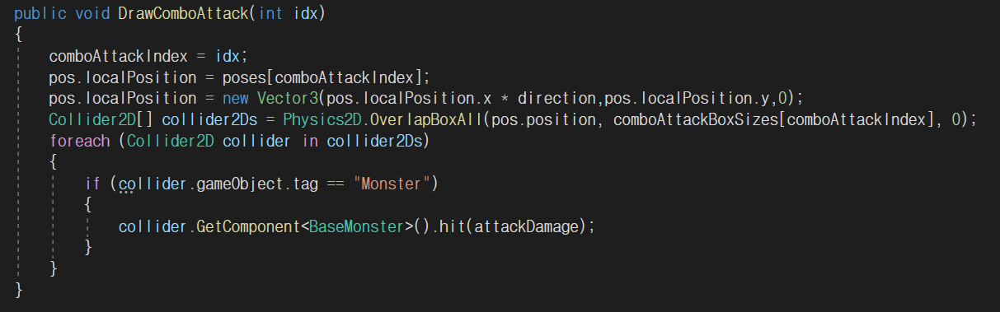 public void DrawComboAttack(int idx)
{
comboAttackIndex = idx;
pos.localPosition = poses[comboAttackIndex];
pos.localPosition = new Vector3(pos.localPosition.x * direction,pos.localPosition.y,0);
Collider2D[] collider2Ds = Physics2D.OverlapBoxAll(pos.position, comboAttackBoxSizes[comboAttackIndex], 0);
foreach (Collider2D collider in collider2Ds)
{
if (collider.gameObject.tag == "Monster")
{
collider.GetComponent<BaseMonster>().hit(attackDamage);
}
}
}